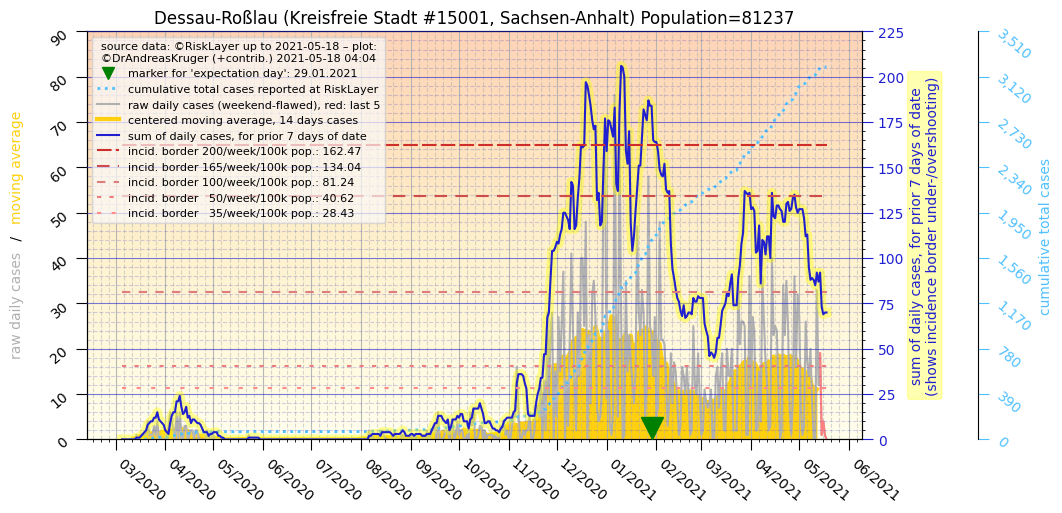 Dessau-Roßlau (Kreisfreie Stadt #15001, Sachsen-Anhalt) Population=81237
source data: ©RiskLayer up to 2021-05-18 – plot:
©DrAndreasKruger (+contrib.) 2021-05-18 04:04
marker for 'expectation day': 29.01.2021
cumulative total cases reported at RiskLayer
raw daily cases (weekend-flawed), red: last 5
centered moving average, 14 days cases
sum of daily cases, for prior 7 days of date
incid. border 200/week/100k pop.: 162.47
incid. border 165/week/100k pop.: 134.04
incid. border 100/week/100k pop.: 81.24
incid. border 50/week/100k pop.: 40.62
incid. border 35/week/100k pop.: 28.43
raw daily cases / moving average
90
80
70
60
50
40
30
20
10
0
225
200
175
150
125
100
75
50
25
0
sum of daily cases, for prior 7 days of date
(shows incidence border under-/overshooting)
3,510
3,120
2,730
2,340
1,950
1,560
1,170
780
390
0
cumulative total cases
03/2020
04/2020
05/2020
06/2020
07/2020
08/2020
09/2020
10/2020
11/2020
12/2020
01/2021
02/2021
03/2021
04/2021
05/2021
06/2021